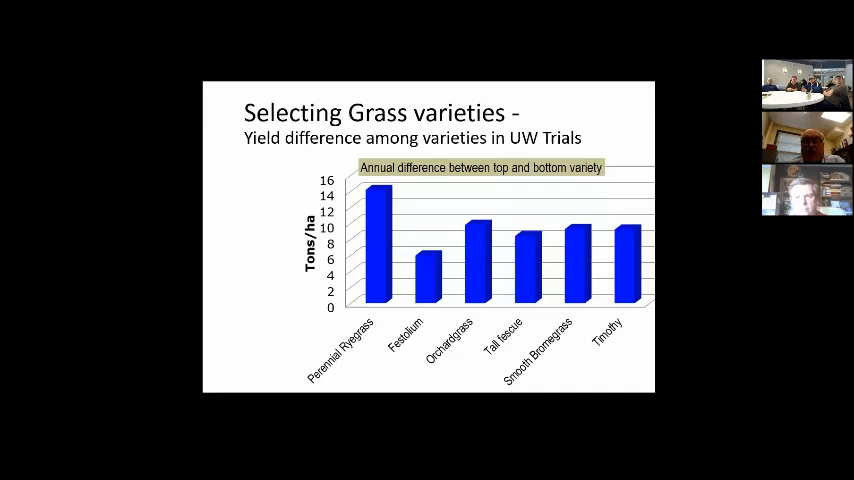 Selecting Grass varieties -
Yield difference among varieties in UW Trials
Annual difference between top and bottom variety
Tons/ha
16
14
12
10
8
6
4
2
0
Perennial Ryegrass
Festolium
Orchardgrass
Tall fescue
Smooth Bromegrass
Timothy